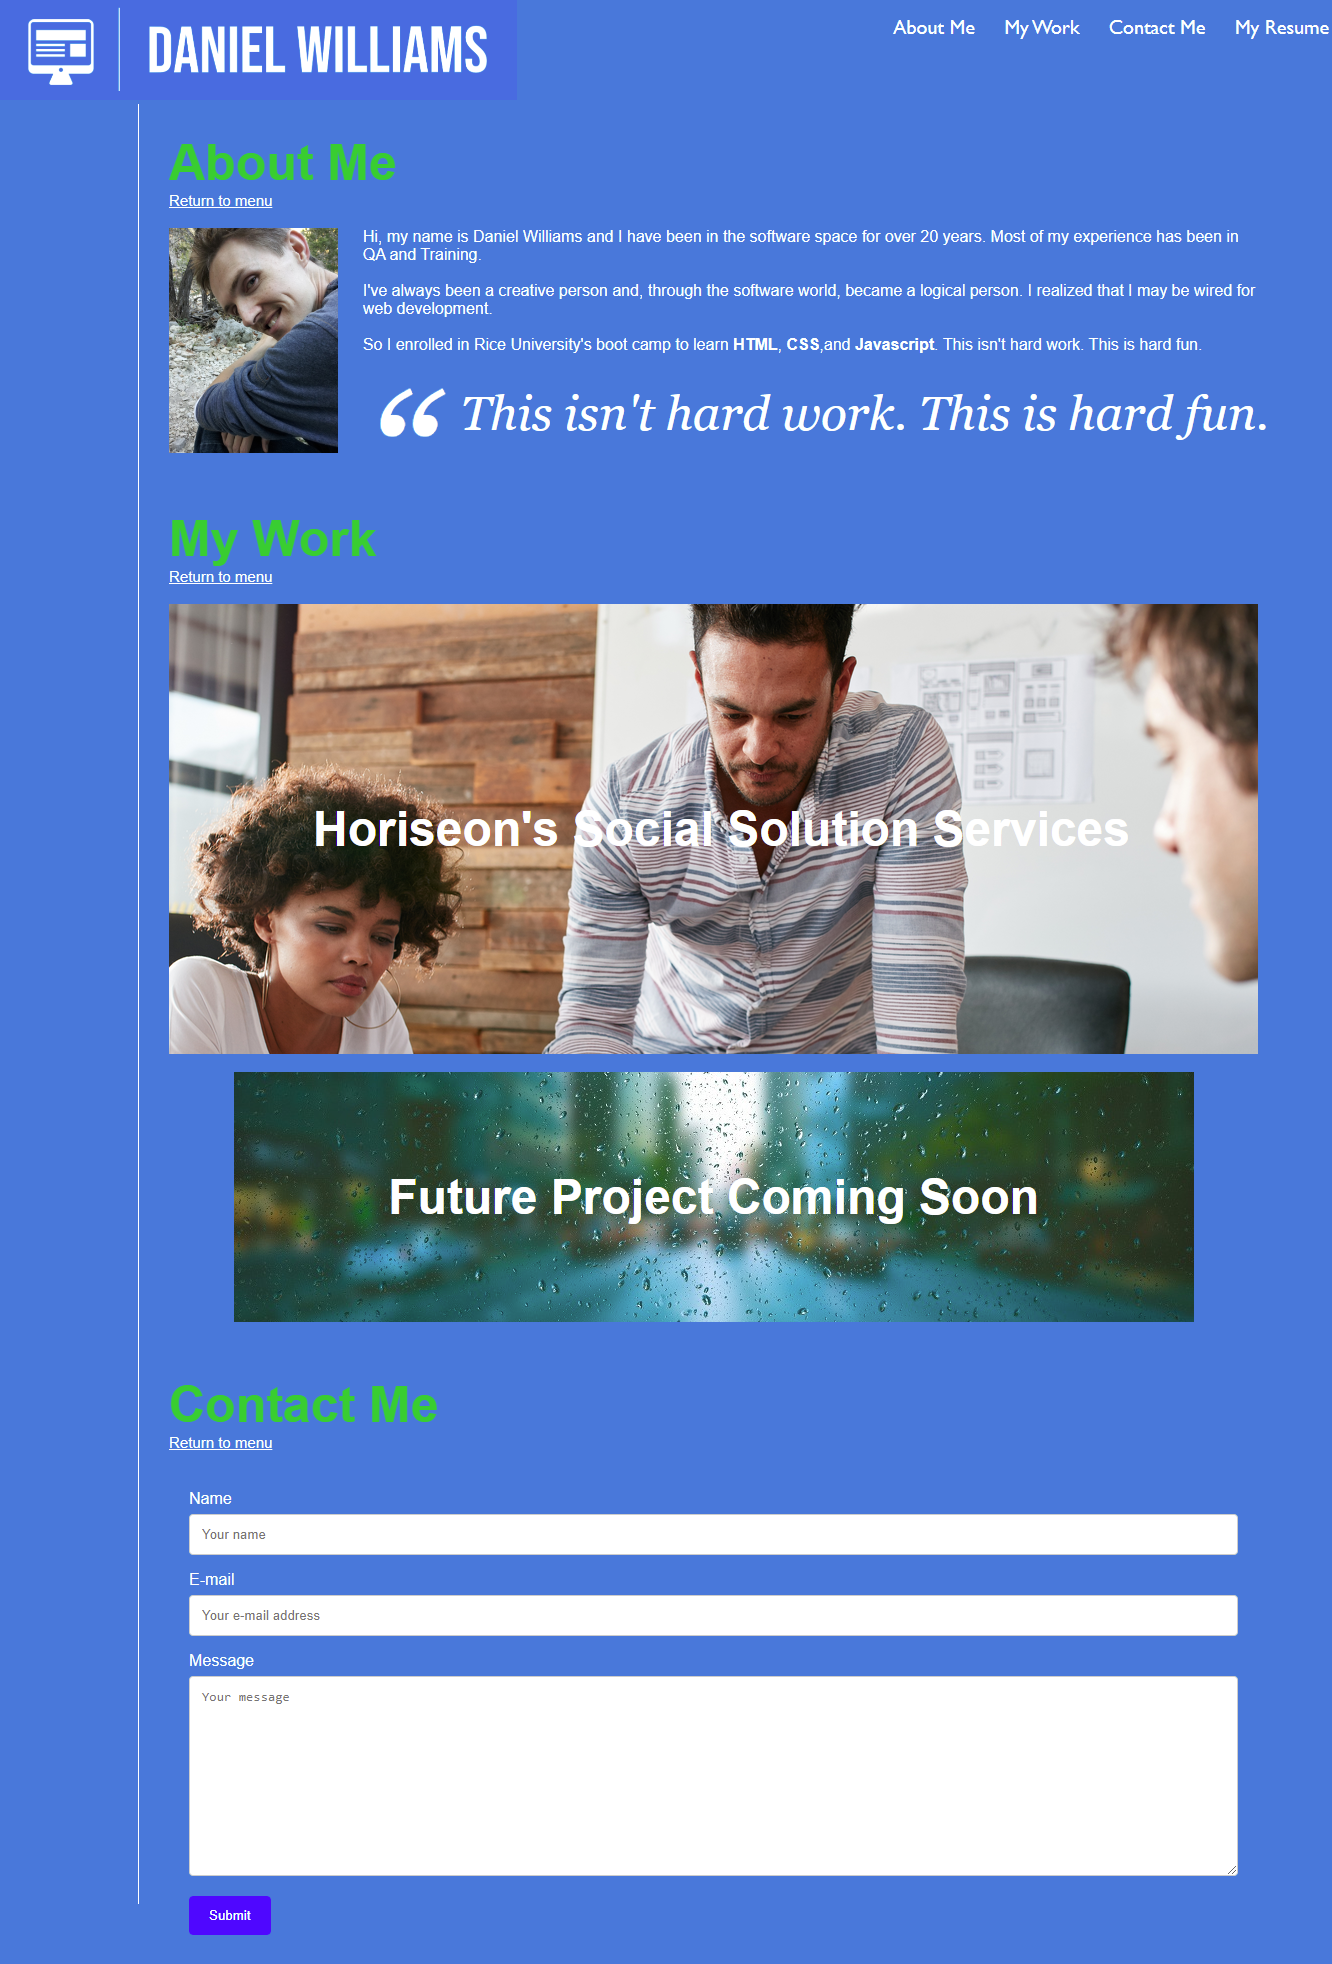 DANIEL WILLIAMS
About Me My Work Contact Me My Resume
About Me
Return to menu
Hi, my name is Daniel Williams and I have been in the software space for over 20 years. Most of my experience has been in
QA and Training.
I've always been a creative person and, through the software world, became a logical person. I realized that I may be wired for
web development.
So I enrolled in Rice University's boot camp to learn HTML, CSS,and Javascript. This isn't hard work. This is hard fun.
“ This isn't hard work. This is hard fun.
My Work
Return to menu
Horiseon's Social Solution Services
Future Project Coming Soon
Contact Me
Return to menu
Name
Your name
E-mail
Your e-mail address
Message
Your message
Submit